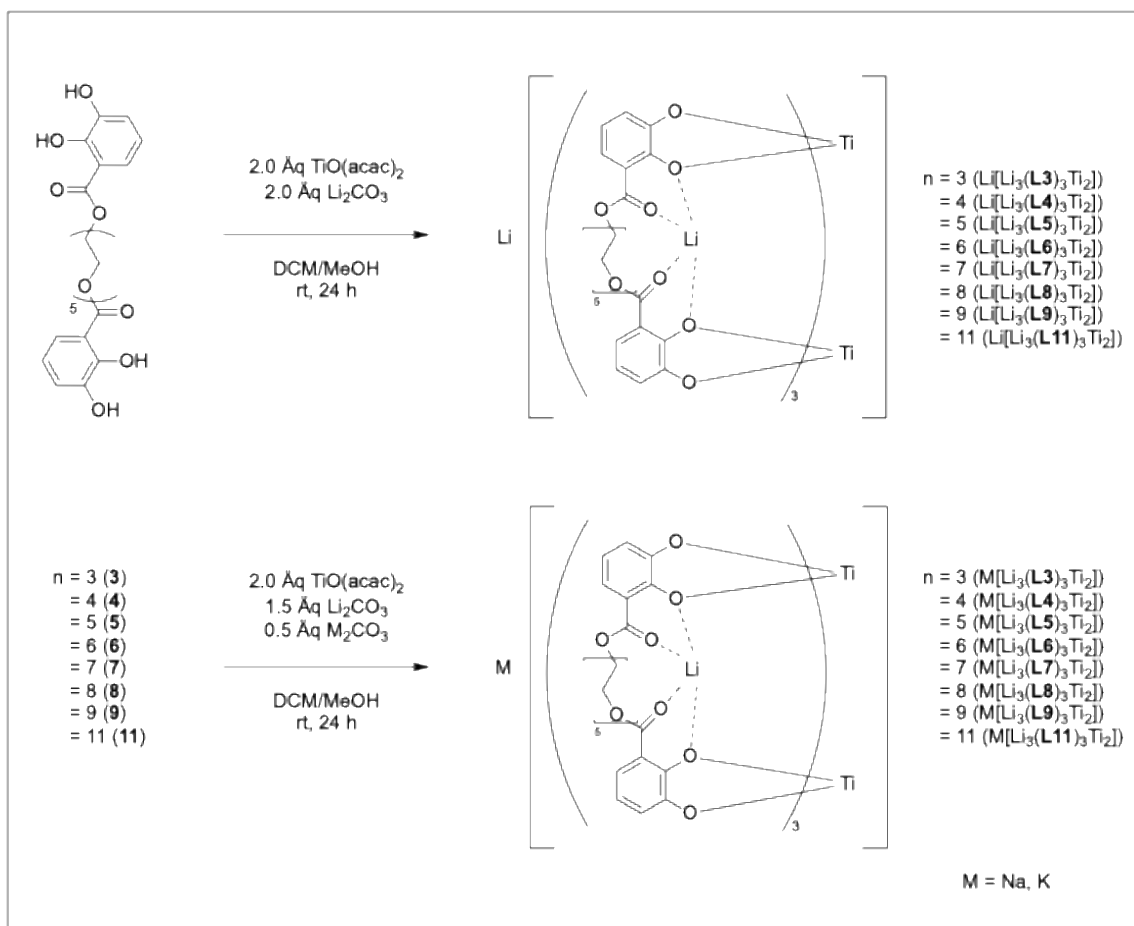 HO
HO
O
O
O
5
O
OH
OH
2.0 Äq TiO(acac)₂
2.0 Äq Li₂CO₃
DCM/MeOH
rt, 24 h
Li
O
O
Ti
O
O
Li
O
O
5
O
O
Ti
3
n = 3 (Li[Li₃(L3)₃Ti₂])
= 4 (Li[Li₃(L4)₃Ti₂])
= 5 (Li[Li₃(L5)₃Ti₂])
= 6 (Li[Li₃(L6)₃Ti₂])
= 7 (Li[Li₃(L7)₃Ti₂])
= 8 (Li[Li₃(L8)₃Ti₂])
= 9 (Li[Li₃(L9)₃Ti₂])
= 11 (Li[Li₃(L11)₃Ti₂])
n = 3 (3)
= 4 (4)
= 5 (5)
= 6 (6)
= 7 (7)
= 8 (8)
= 9 (9)
= 11 (11)
2.0 Äq TiO(acac)₂
1.5 Äq Li₂CO₃
0.5 Äq M₂CO₃
DCM/MeOH
rt, 24 h
M
O
O
Ti
O
O
Li
O
O
5
O
O
Ti
3
n = 3 (M[Li₃(L3)₃Ti₂])
= 4 (M[Li₃(L4)₃Ti₂])
= 5 (M[Li₃(L5)₃Ti₂])
= 6 (M[Li₃(L6)₃Ti₂])
= 7 (M[Li₃(L7)₃Ti₂])
= 8 (M[Li₃(L8)₃Ti₂])
= 9 (M[Li₃(L9)₃Ti₂])
= 11 (M[Li₃(L11)₃Ti₂])
M = Na, K